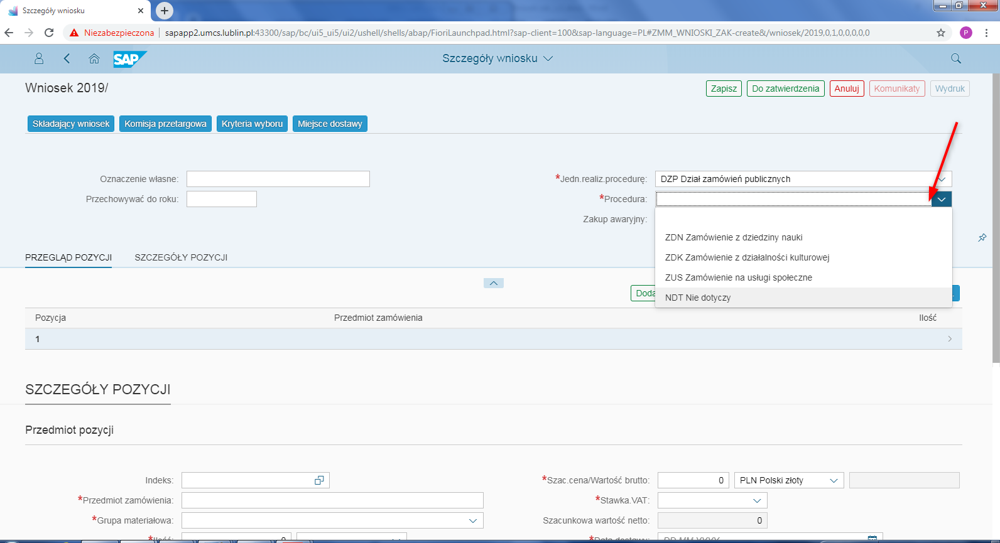 Szczegóły wniosku
Niezabezpieczona
sapapp2.umcs.lublin.pl:43300/sap/bc/ui5_ui5/ui2/ushell/shells/abap/FioriLaunchpad.html?sap-client=100&sap-language=PL#ZMM_WNIOSKI_ZAK-create&/wniosek/2019,0,1,0,0,0,0,0
P
SAP
Szczegóły wniosku
Wniosek 2019/
Zapisz
Do zatwierdzenia
Anuluj
Komunikaty
Wydruk
Składający wniosek
Komisja przetargowa
Kryteria wyboru
Miejsce dostawy
Oznaczenie własne:
*Jedn.realiz.procedurę: DZP Dział zamówień publicznych
Przechowywać do roku:
*Procedura:
Zakup awaryjny:
ZDN Zamówienie z dziedziny nauki
ZDK Zamówienie z działalności kulturowej
ZUS Zamówienie na usługi społeczne
NDT Nie dotyczy
PRZEGLĄD POZYCJI
SZCZEGÓŁY POZYCJI
Doda
Pozycja
Przedmiot zamówienia
Ilość
1
SZCZEGÓŁY POZYCJI
Przedmiot pozycji
Indeks:
*Szac.cena/Wartość brutto: 0 PLN Polski złoty
*Przedmiot zamówienia:
*Stawka.VAT:
*Grupa materiałowa:
Szacunkowa wartość netto: 0
*Ilość: 0
*Data dostawy: DD.MM.YYYY